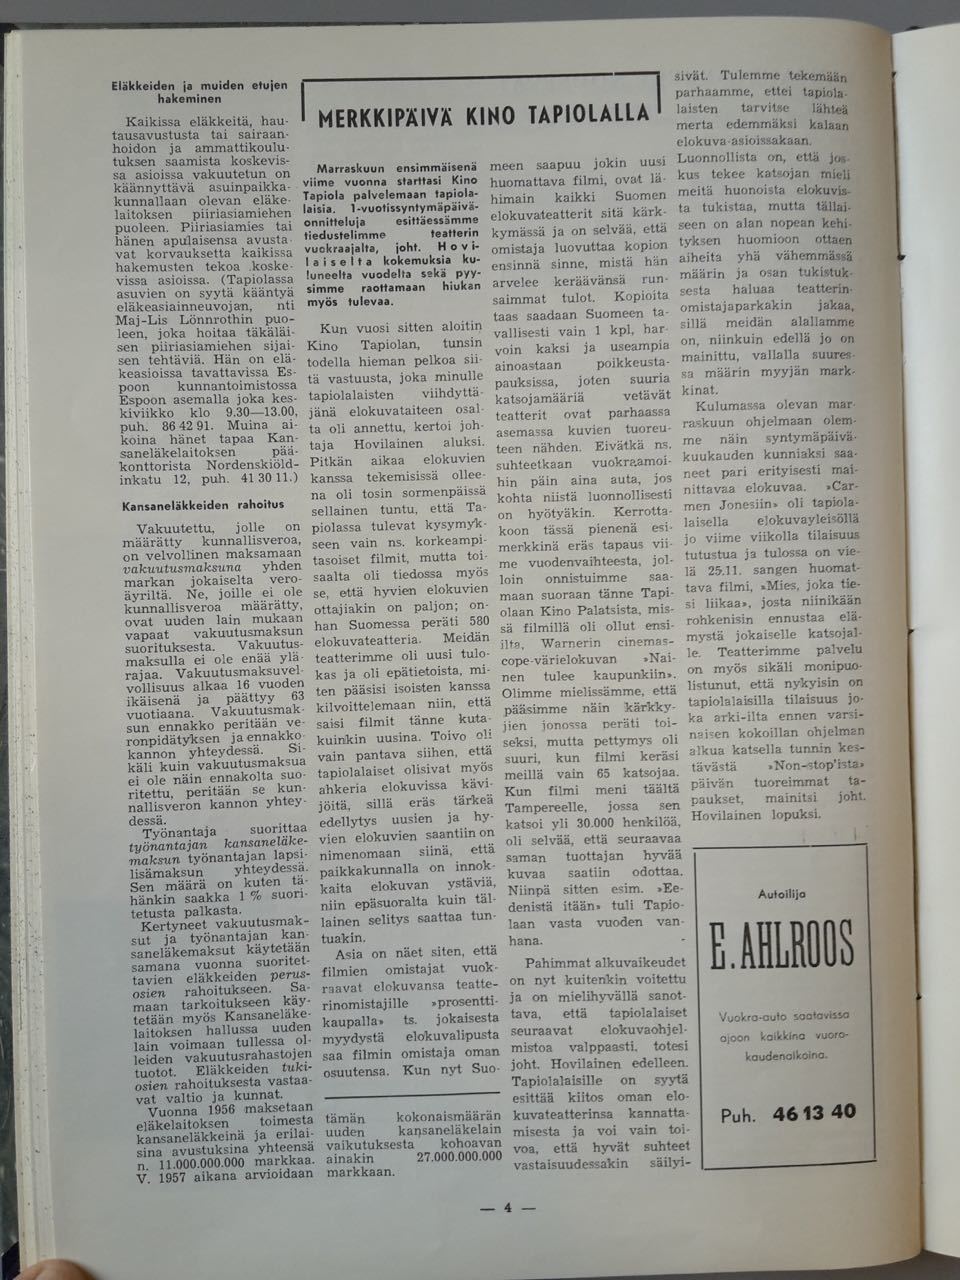 Eläkkeiden ja muiden etujen
hakeminen
Kaikissa eläkkeitä, hau-
tausavustusta tai sairaan-
hoidon ja ammattikoulu-
tuksen saamista koskevis-
sa asioissa vakuutetun on
käännyttävä asuinpaikka-
kunnallaan olevan eläke-
laitoksen piiriasiamiehen
puoleen. Piiriasiamies tai
hänen apulaisensa avusta-
vat korvauksetta kaikissa
hakemusten tekoa koske-
vissa asioissa. (Tapiolassa
asuvien on syytä kääntyä
eläkeasiainneuvojan, nti
Maj-Lis Lönnrothin puo-
leen, joka hoitaa täkäläi-
sen piiriasiamiehen sijai-
sen tehtäviä. Hän on elä-
keasioissa tavattavissa Es-
poon kunnantoimistossa
Espoon asemalla joka kes-
kiviikko klo 9.30—13.00,
puh. 86 42 91. Muina ai-
koina hänet tapaa Kan-
saneläkelaitoksen pää-
konttorista Nordenskiöld-
inkatu 12, puh. 41 30 11.)
Kansaneläkkeiden rahoitus
Vakuutettu, jolle on
määrätty kunnallisveroa,
on velvollinen maksamaan
vakuutusmaksuna yhden
markan jokaiselta vero-
äyriltä. Ne, joille ei ole
kunnallisveroa määrätty,
ovat uuden lain mukaan
vapaat vakuutusmaksun
suorituksesta. Vakuutus-
maksulla ei ole enää ylä-
rajaa. Vakuutusmaksuvel-
vollisuus alkaa 16 vuoden
ikäisenä ja päättyy 63
vuotiaana. Vakuutusmak-
sun ennakko peritään ve-
ronpidätyksen ja ennakko-
kannon yhteydessä. Si-
käli kuin vakuutusmaksua
ei ole näin ennakolta suo-
ritettu, peritään se kun-
nallisveron kannon yhtey-
dessä.
Työnantaja suorittaa
työnantajan kansaneläke-
maksun työnantajan lapsi-
lisämaksun yhteydessä.
Sen määrä on kuten tä-
hänkin saakka 1 % suori-
tetusta palkasta.
Kertyneet vakuutusmak-
sut ja työnantajan kan-
saneläkemaksut käytetään
samana vuonna suoritet-
tavien eläkkeiden perus-
osien rahoitukseen. Sa-
maan tarkoitukseen käy-
tetään myös Kansaneläke-
laitoksen hallussa uuden
lain voimaan tullessa ol-
leiden vakuutusrahastojen
tuotot. Eläkkeiden tuki-
osien rahoituksesta vastaa-
vat valtio ja kunnat.
Vuonna 1956 maksetaan
eläkelaitoksen toimesta
kansaneläkkeinä ja erilai-
sina avustuksina yhteensä
n. 11.000.000.000 markkaa.
V. 1957 aikana arvioidaan
tämän kokonaismäärän
uuden kansaneläkelain
vaikutuksesta kohoavan
ainakin 27.000.000.000
markkaan.
MERKKIPÄIVÄ KINO TAPIOLALLA
Marraskuun ensimmäisenä
viime vuonna starttasi Kino
Tapiola palvelemaan tapiola-
laisia. 1-vuotissyntymäpäivä-
onnitteluja esittäessämme
tiedustelimme teatterin
vuokraajalta, joht. Hovi-
laiselta kokemuksia ku-
luneelta vuodelta sekä pyy-
simme raottamaan hiukan
myös tulevaa.
Kun vuosi sitten aloitin
Kino Tapiolan, tunsin
todella hieman pelkoa sii-
tä vastuusta, joka minulle
tapiolalaisten viihdyttä-
jänä elokuvataiteen osal-
ta oli annettu, kertoi joh-
taja Hovilainen aluksi.
Pitkän aikaa elokuvien
kanssa tekemisissä ollee-
na oli tosin sormenpäissä
sellainen tuntu, että Ta-
piolassa tulevat kysymyk-
seen vain ns. korkeampi-
tasoiset filmit, mutta toi-
saalta oli tiedossa myös
se, että hyvien elokuvien
ottajiakin on paljon; on-
han Suomessa peräti 580
elokuvateatteria. Meidän
teatterimme oli uusi tulo-
kas ja oli epätietoista, mi-
ten pääsisi isoisten kanssa
kilvoittelemaan niin, että
saisi filmit tänne kuta-
kuinkin uusina. Toivo oli
vain pantava siihen, että
tapiolalaiset olisivat myös
ahkeria elokuvissa kävi-
jöitä, sillä eräs tärkeä
edellytys uusien ja hy-
vien elokuvien saantiin on
nimenomaan siinä, että
paikkakunnalla on innok-
kaita elokuvan ystäviä,
niin epäsuoralta kuin täl-
lainen selitys saattaa tun-
tuakin.
Asia on näet siten, että
filmien omistajat vuok-
raavat elokuvansa teatte-
rinomistajille »prosentti-
kaupalla» ts. jokaisesta
myydystä elokuvalipusta
saa filmin omistaja oman
osuutensa. Kun nyt Suo-
meen saapuu jokin uusi
huomattava filmi, ovat lä-
himain kaikki Suomen
elokuvateatterit sitä kärk-
kymässä ja on selvää, että
omistaja luovuttaa kopion
ensinnä sinne, mistä hän
arvelee keräävänsä run-
saimmat tulot. Kopioita
taas saadaan Suomeen ta-
vallisesti vain 1 kpl, har-
voin kaksi ja useampia
ainoastaan poikkeusta-
pauksissa, joten suuria
katsojamääriä vetävät
teatterit ovat parhaassa
asemassa kuvien tuoreu-
teen nähden. Eivätkä ns.
suhteetkaan vuokraamoi-
hin päin aina auta, jos
kohta niistä luonnollisesti
on hyötyäkin. Kerrotta-
koon tässä pienenä esi-
merkkinä eräs tapaus vii-
me vuodenvaihteesta, jol-
loin onnistuimme saa-
maan suoraan tänne Tapi-
olaan Kino Palatsista, mis-
sä filmillä oli ollut ensi-
ilta, Warnerin cinemas-
cope-värielokuvan »Nai-
nen tulee kaupunkiin».
Olimme mielissämme, että
pääsimme näin kärkky-
jien jonossa peräti toi-
seksi, mutta pettymys oli
suuri, kun filmi keräsi
meillä vain 65 katsojaa.
Kun filmi meni täältä
Tampereelle, jossa sen
katsoi yli 30.000 henkilöä,
oli selvää, että seuraavaa
saman tuottajan hyvää
kuvaa saatiin odottaa.
Niinpä sitten esim. »Ee-
denistä itään» tuli Tapio-
laan vasta vuoden van-
hana.
Pahimmat alkuvaikeudet
on nyt kuitenkin voitettu
ja on mielihyvällä sanot-
tava, että tapiolalaiset
seuraavat elokuvaohjel-
mistoa valppaasti, totesi
joht. Hovilainen edelleen.
Tapiolalaisille on syytä
esittää kiitos oman elo-
kuvateatterinsa kannatta-
misesta ja voi vain toi-
voa, että hyvät suhteet
vastaisuudessakin säilyi-
sivät. Tulemme tekemään
parhaamme, ettei tapiola-
laisten tarvitse lähteä
merta edemmäksi kalaan
elokuva-asioissakaan.
Luonnollista on, että jos-
kus tekee katsojan mieli
meitä huonoista elokuvis-
ta tukistaa, mutta tällai-
seen on alan nopean kehi-
tyksen huomioon ottaen
aiheita yhä vähemmässä
määrin ja osan tukistuk-
sesta haluaa teatterin-
omistajaparkakin jakaa,
sillä meidän alallamme
on, niinkuin edellä jo on
mainittu, vallalla suures-
sa määrin myyjän mark-
kinat.
Kulumassa olevan mar-
raskuun ohjelmaan olem-
me näin syntymäpäivä-
kuukauden kunniaksi saa-
neet pari erityisesti mai-
nittavaa elokuvaa. »Car-
men Jonesiin» oli tapiola-
laisella elokuvayleisöllä
jo viime viikolla tilaisuus
tutustua ja tulossa on vie-
lä 25.11. sangen huomat-
tava filmi, »Mies, joka tie-
si liikaa», josta niinikään
rohkenisin ennustaa elä-
mystä jokaiselle katsojal-
le. Teatterimme palvelu
on myös sikäli monipuo-
listunut, että nykyisin on
tapiolalaisilla tilaisuus jo-
ka arki-ilta ennen varsi-
naisen kokoillan ohjelman
alkua katsella tunnin kes-
tävästä »Non-stop'ista»
päivän tuoreimmat ta-
paukset, mainitsi joht.
Hovilainen lopuksi.
Autoilija
E. AHLROOS
Vuokra-auto saatavissa
ajoon kaikkina vuoro-
kaudenaikoina.
Puh. 46 13 40
— 4 —